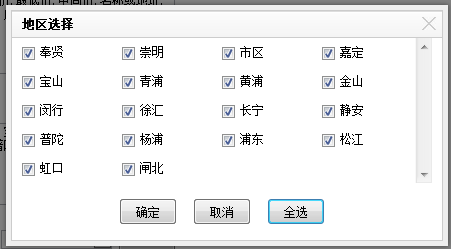 地区选择
奉贤 崇明 市区 嘉定
宝山 青浦 黄浦 金山
闵行 徐汇 长宁 静安
普陀 杨浦 浦东 松江
虹口 闸北
确定 取消 全选